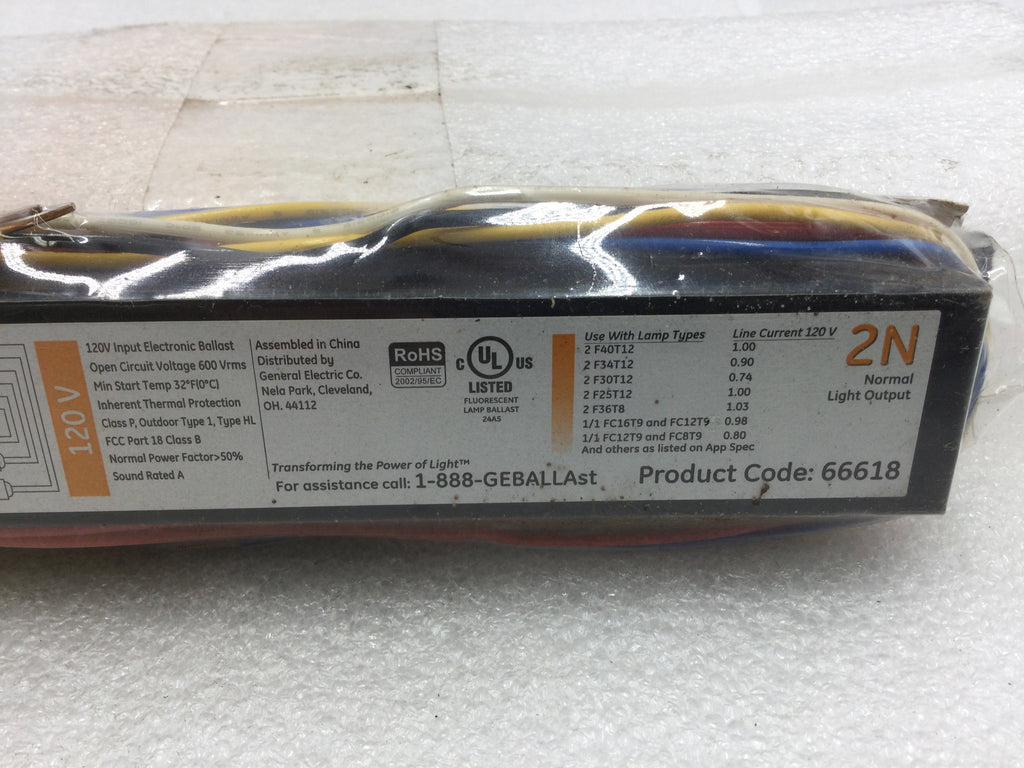 120 V
120V Input Electronic Ballast
Open Circuit Voltage 600 Vrms
Min Start Temp 32°F(0°C)
Inherent Thermal Protection
Class P, Outdoor Type 1, Type HL
FCC Part 18 Class B
Normal Power Factor>50%
Sound Rated A
Assembled in China
Distributed by
General Electric Co.
Nela Park, Cleveland,
OH. 44112
RoHS
COMPLIANT
2002/95/EC
C UL US
LISTED
FLUORESCENT
LAMP BALLAST
24A5
Transforming the Power of Light™
For assistance call: 1-888-GEBALLAst
Use With Lamp Types Line Current 120 V
2 F40T12 1.00
2 F34T12 0.90
2 F30T12 0.74
2 F25T12 1.00
2 F36T8 1.03
1/1 FC16T9 and FC12T9 0.98
1/1 FC12T9 and FC8T9 0.80
And others as listed on App Spec
2N
Normal
Light Output
Product Code: 66618